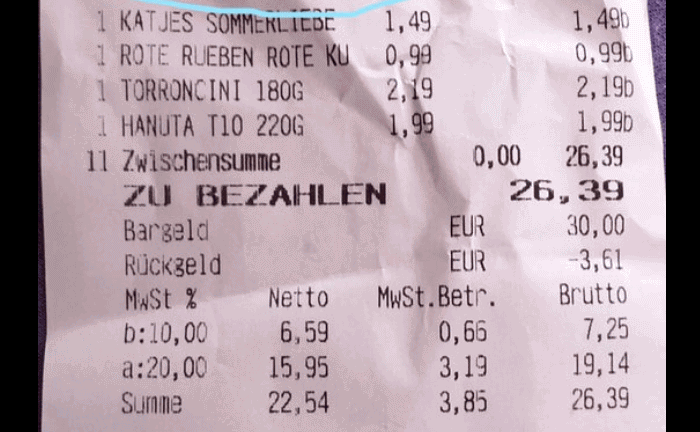 1 KATJES SOMMERLIEBE 1,49 1,49b
1 ROTE RUEBEN ROTE KU 0,99 0,99b
1 TORRONCINI 180G 2,19 2,19b
1 HANUTA T10 220G 1,99 1,99b
11 Zwischensumme 0,00 26,39
ZU BEZAHLEN 26,39
Bargeld EUR 30,00
Rückgeld EUR -3,61
MwSt % Netto MwSt.Betr. Brutto
b:10,00 6,59 0,66 7,25
a:20,00 15,95 3,19 19,14
Summe 22,54 3,85 26,39